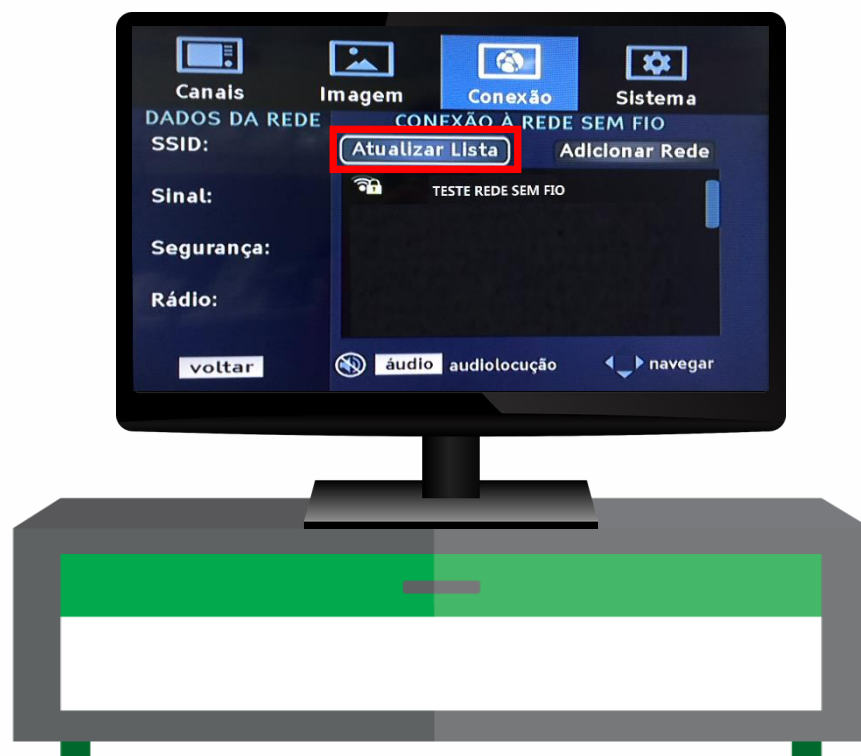 Canais Imagem Conexão Sistema
DADOS DA REDE CONEXÃO À REDE SEM FIO
SSID: Atualizar Lista Adicionar Rede
TESTE REDE SEM FIO
Sinal:
Segurança:
Rádio:
voltar áudio audiolocução navegar